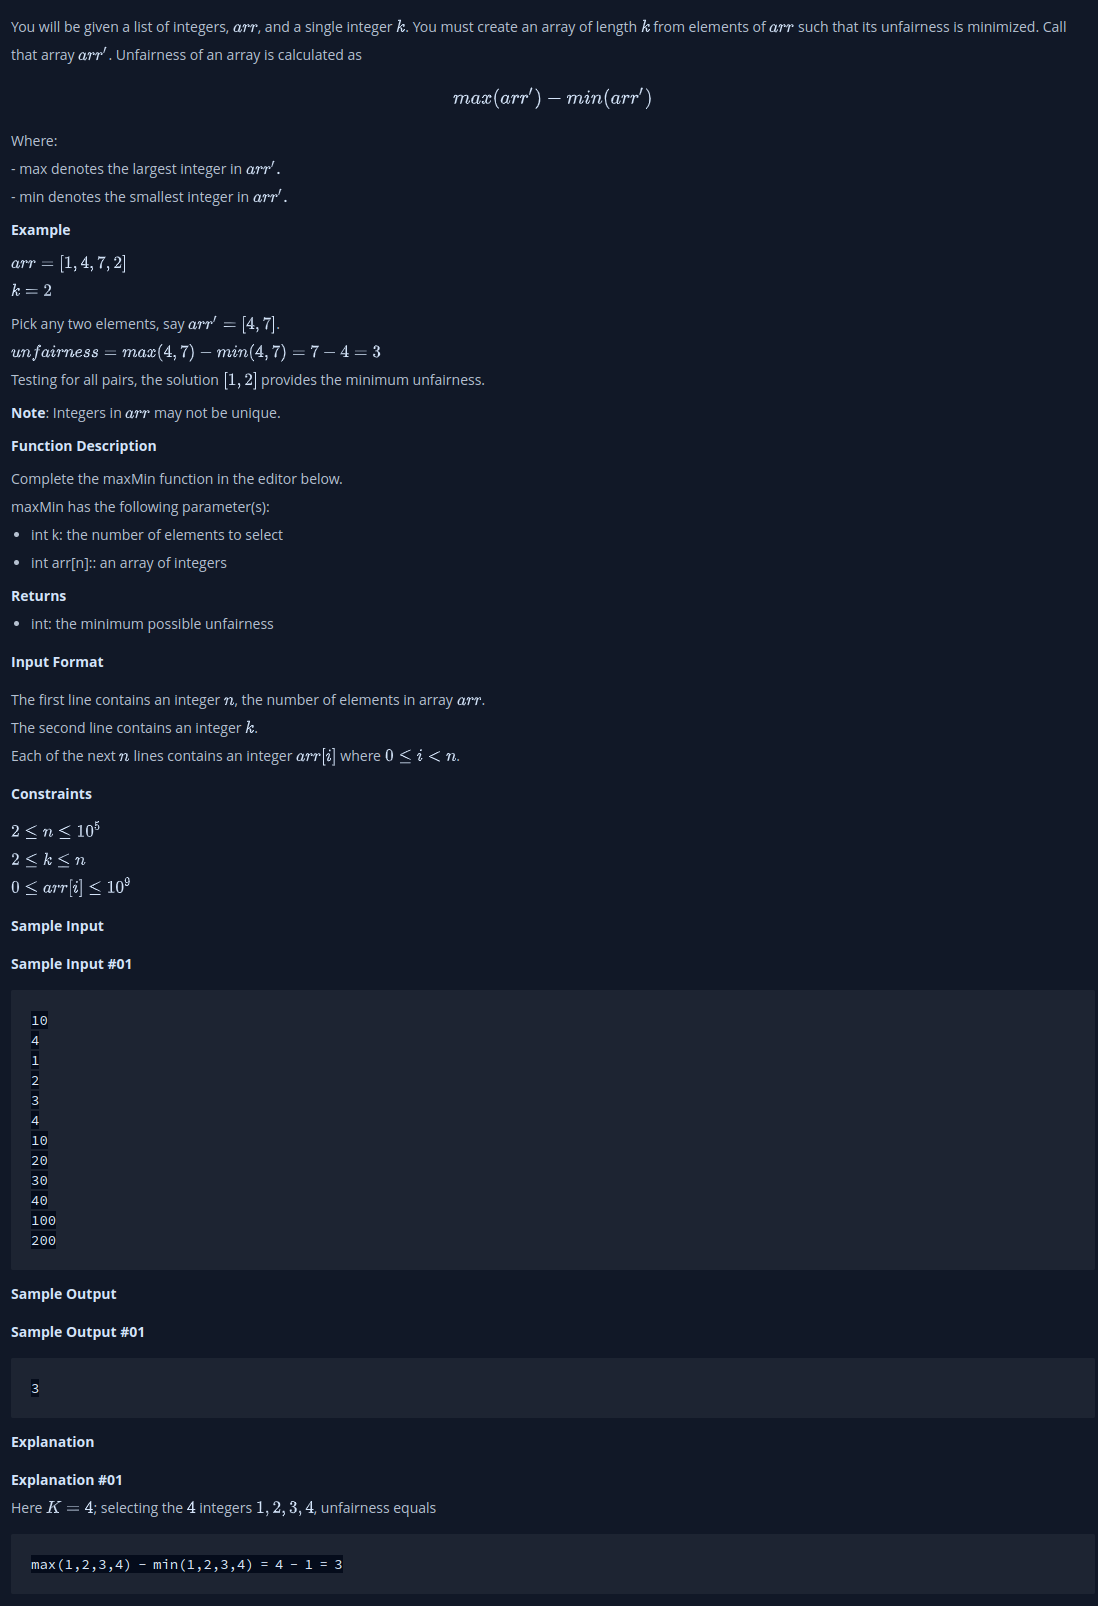 You will be given a list of integers, arr, and a single integer k. You must create an array of length k from elements of arr such that its unfairness is minimized. Call
that array arr′. Unfairness of an array is calculated as
max(arr′) − min(arr′)
Where:
- max denotes the largest integer in arr′.
- min denotes the smallest integer in arr′.
Example
arr = [1, 4, 7, 2]
k = 2
Pick any two elements, say arr′ = [4, 7].
unfairness = max(4, 7) − min(4, 7) = 7 − 4 = 3
Testing for all pairs, the solution [1, 2] provides the minimum unfairness.
Note: Integers in arr may not be unique.
Function Description
Complete the maxMin function in the editor below.
maxMin has the following parameter(s):
• int k: the number of elements to select
• int arr[n]:: an array of integers
Returns
• int: the minimum possible unfairness
Input Format
The first line contains an integer n, the number of elements in array arr.
The second line contains an integer k.
Each of the next n lines contains an integer arr[i] where 0 ≤ i < n.
Constraints
2 ≤ n ≤ 10⁵
2 ≤ k ≤ n
0 ≤ arr[i] ≤ 10⁹
Sample Input
Sample Input #01
10
4
1
2
3
4
10
20
30
40
100
200
Sample Output
Sample Output #01
3
Explanation
Explanation #01
Here K = 4; selecting the 4 integers 1, 2, 3, 4, unfairness equals
max(1,2,3,4) - min(1,2,3,4) = 4 - 1 = 3